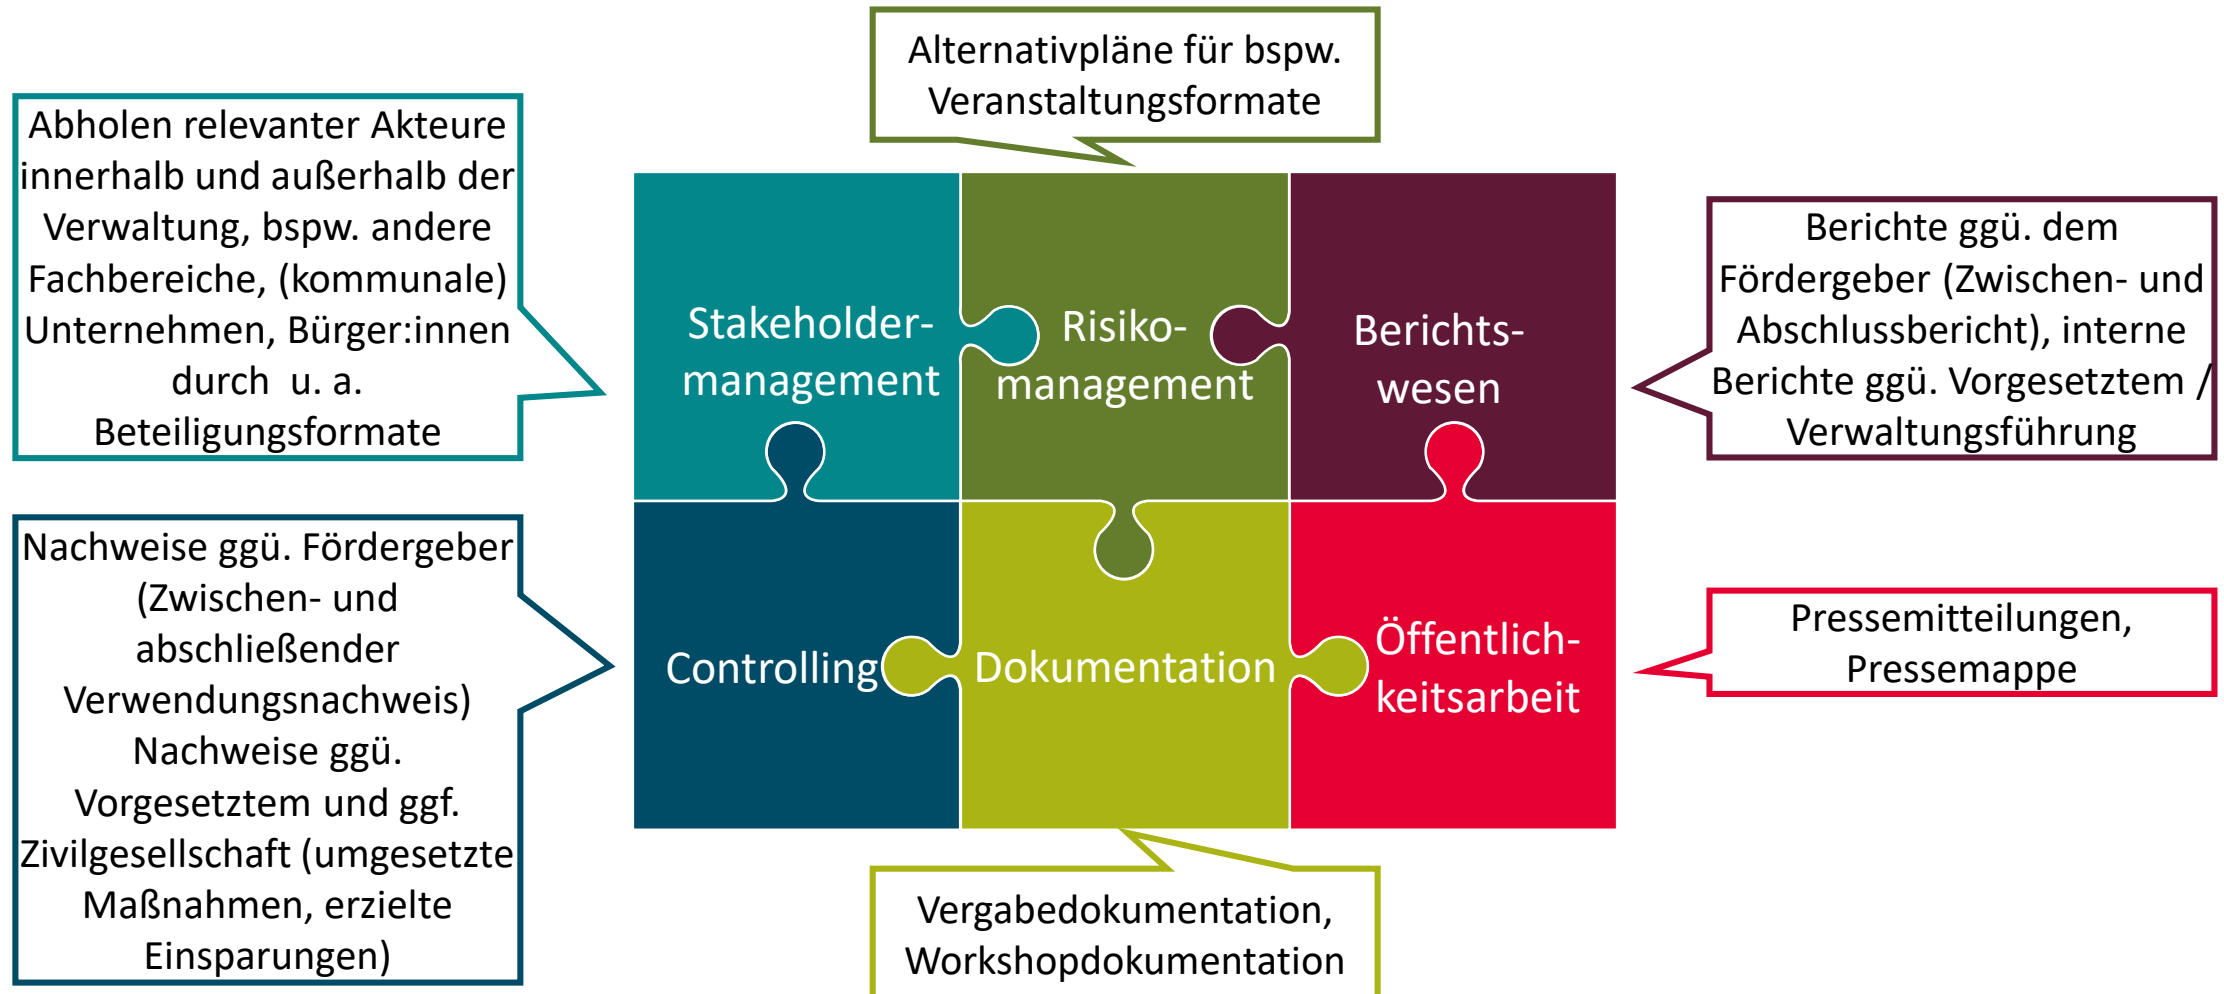 Alternativpläne für bspw.
Veranstaltungsformate
Abholen relevanter Akteure
innerhalb und außerhalb der
Verwaltung, bspw. andere
Fachbereiche, (kommunale)
Unternehmen, Bürger:innen
durch  u. a.
Beteiligungsformate
Stakeholder-
management
Risiko-
management
Berichts-
wesen
Berichte ggü. dem
Fördergeber (Zwischen- und
Abschlussbericht), interne
Berichte ggü. Vorgesetztem /
Verwaltungsführung
Nachweise ggü. Fördergeber
(Zwischen- und
abschließender
Verwendungsnachweis)
Nachweise ggü.
Vorgesetztem und ggf.
Zivilgesellschaft (umgesetzte
Maßnahmen, erzielte
Einsparungen)
Controlling
Dokumentation
Öffentlich-
keitsarbeit
Pressemitteilungen,
Pressemappe
Vergabedokumentation,
Workshopdokumentation